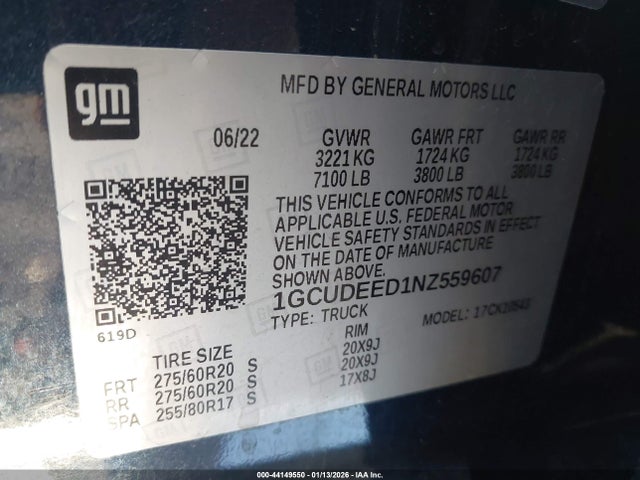 gm
MFD BY GENERAL MOTORS LLC
06/22 GVWR GAWR FRT GAWR RR
3221 KG 1724 KG 1724 KG
7100 LB 3800 LB 3800 LB
THIS VEHICLE CONFORMS TO ALL
APPLICABLE U.S. FEDERAL MOTOR
VEHICLE SAFETY STANDARDS IN EFFECT
ON THE DATE OF MANUFACTURE
SHOWN ABOVE.
1GCUDEED1NZ559607
TYPE: TRUCK MODEL: 17CK10543
619D
TIRE SIZE RIM
FRT 275/60R20 S 20X9J
RR 275/60R20 S 20X9J
SPA 255/80R17 S 17X8J
000-44149550 — 01/13/2026 — IAA Inc.